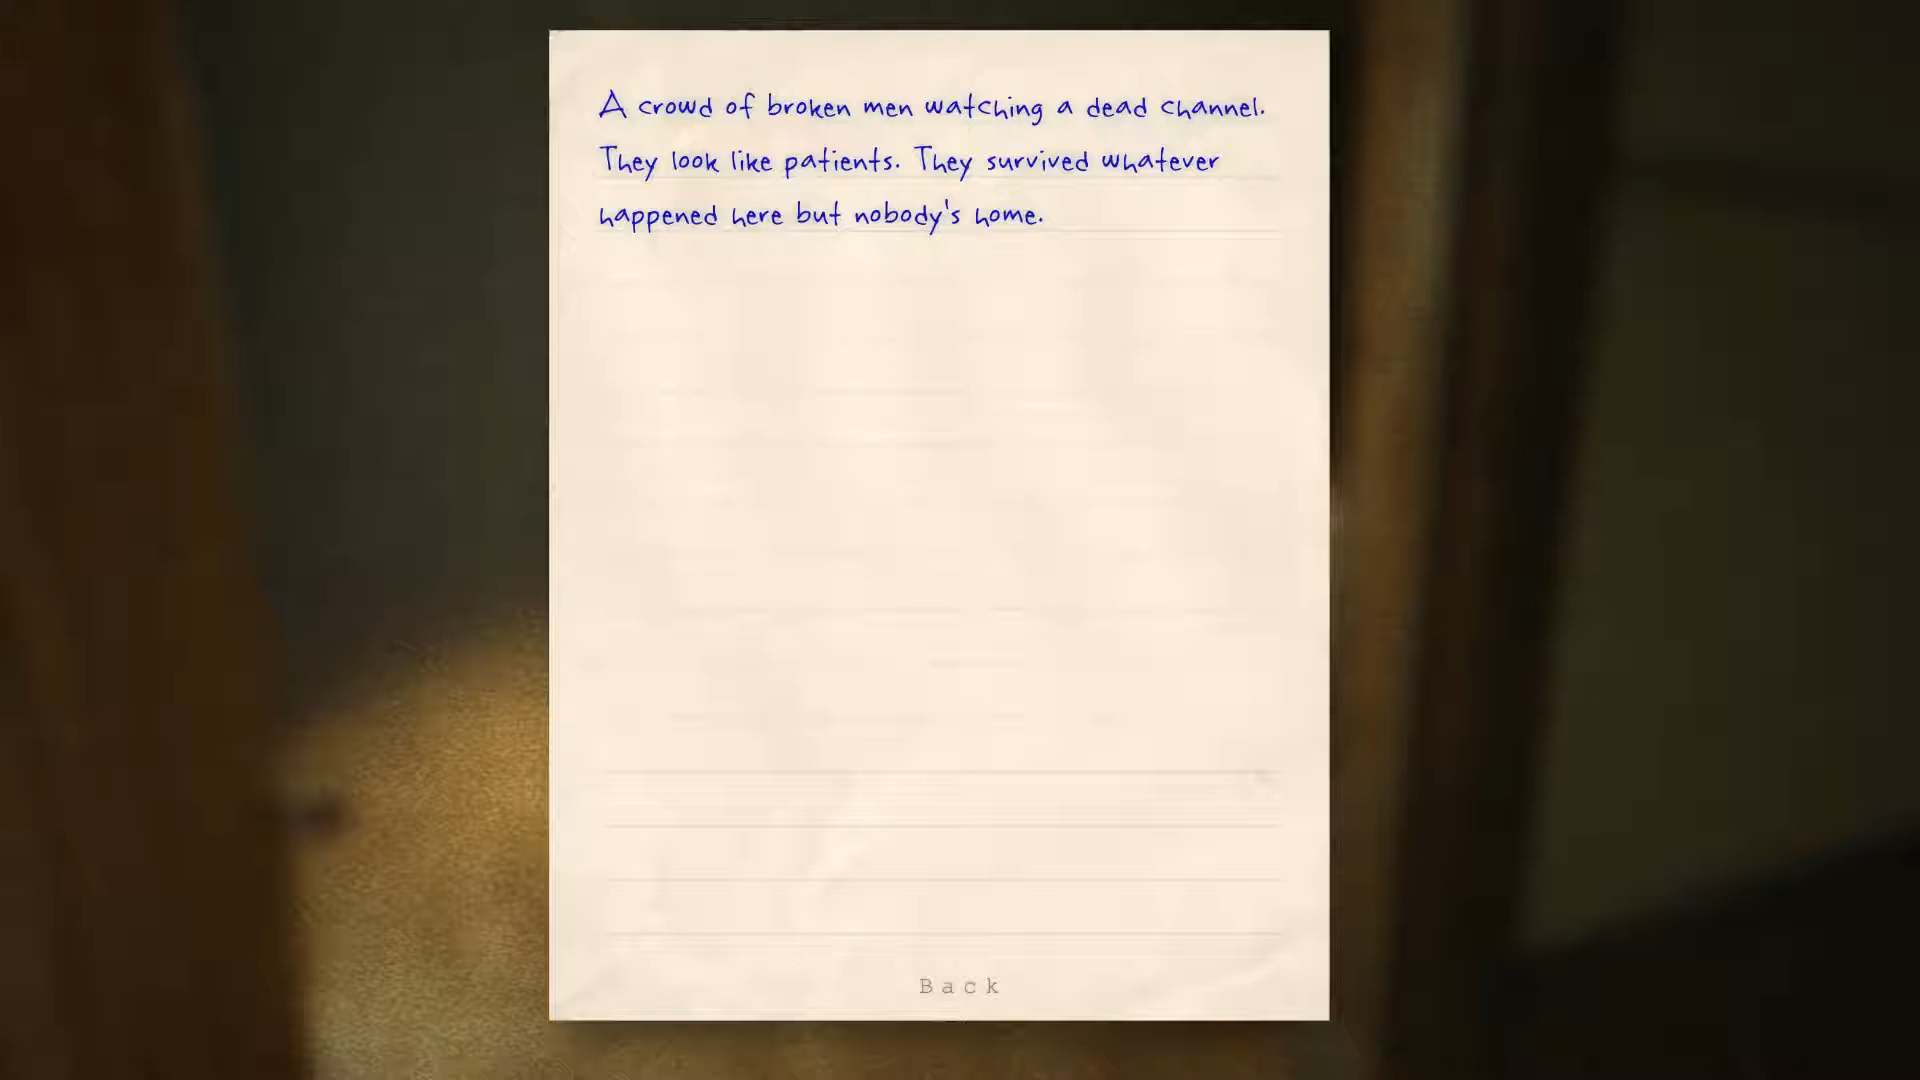 A crowd of broken men watching a dead channel.
They look like patients. They survived whatever
happened here but nobody's home.
Back